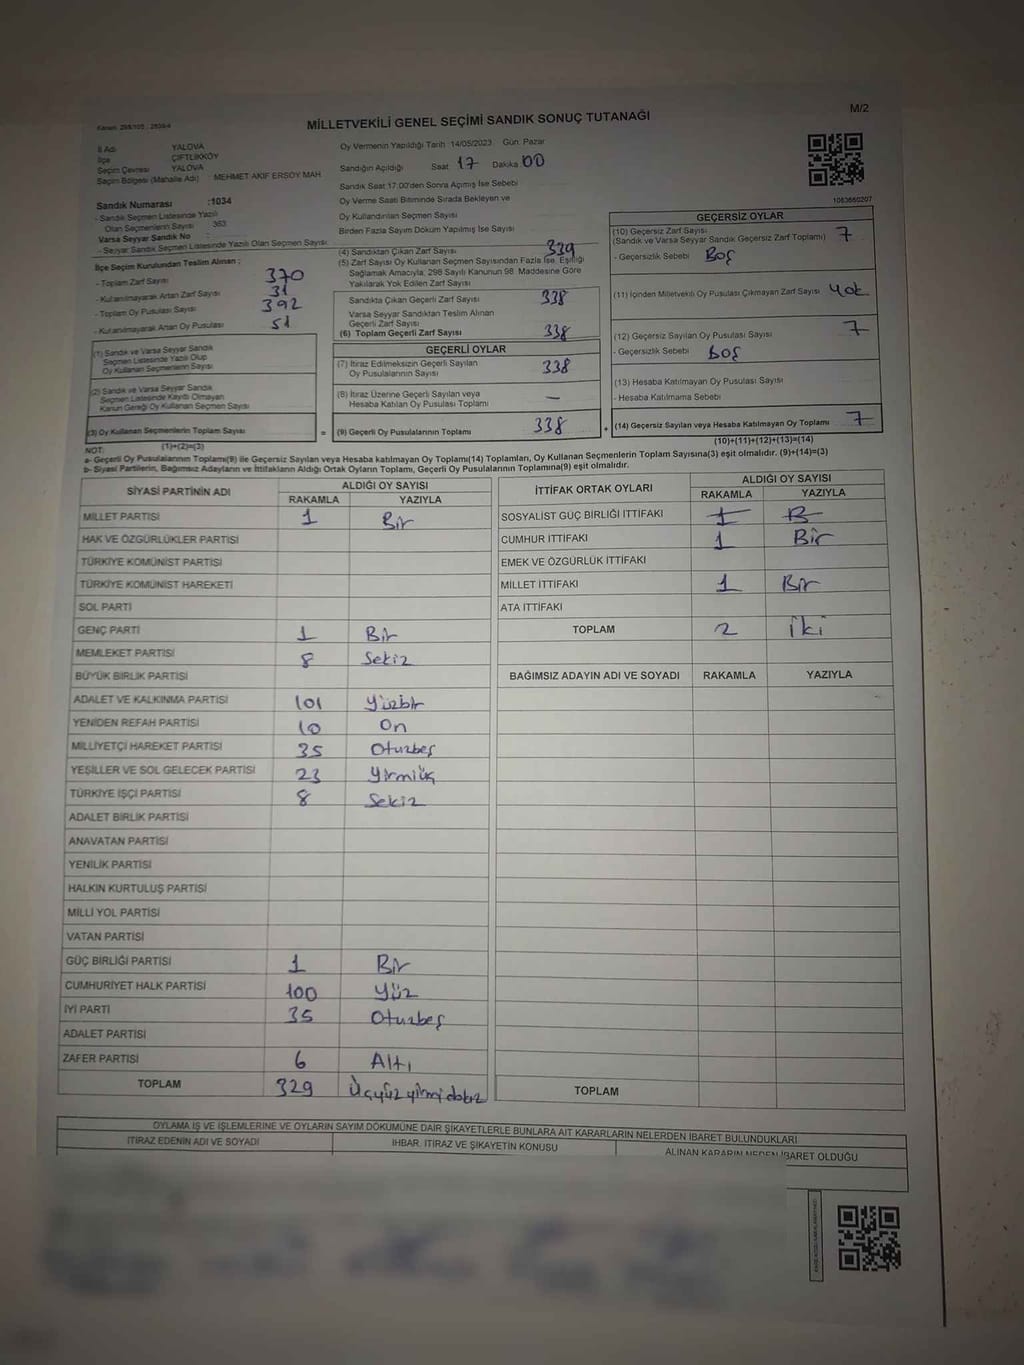 Kanun: 298/105 ; 2839/4
M/2
MİLLETVEKİLİ GENEL SEÇİMİ SANDIK SONUÇ TUTANAĞI
İl Adı YALOVA
İlçe ÇİFTLİKKÖY
Seçim Çevresi YALOVA
Seçim Bölgesi (Mahalle Adı) MEHMET AKİF ERSOY MAH
Sandık Numarası :1034
- Sandık Seçmen Listesinde Yazılı
Olan Seçmenlerin Sayısı 363
Varsa Seyyar Sandık No :
- Seyyar Sandık Seçmen Listesinde Yazılı Olan Seçmen Sayısı:
Oy Vermenin Yapıldığı Tarih 14/05/2023 Gün. Pazar
Sandığın Açıldığı Saat 17 Dakika 00
Sandık Saat 17:00'den Sonra Açılmış İse Sebebi
Oy Verme Saati Bitiminde Sırada Bekleyen ve
Oy Kullandırılan Seçmen Sayısı
Birden Fazla Sayım Döküm Yapılmış İse Sayısı
1083660207
İlçe Seçim Kurulundan Teslim Alınan :
- Toplam Zarf Sayısı 370
- Kullanılmayarak Artan Zarf Sayısı 31
- Toplam Oy Pusulası Sayısı 392
- Kullanılmayarak Artan Oy Pusulası 51
(1) Sandık ve Varsa Seyyar Sandık
Seçmen Listesinde Yazılı Olup
Oy Kullanan Seçmenlerin Sayısı
(2) Sandık ve Varsa Seyyar Sandık
Seçmen Listesinde Kaydı Olmayan
Kanun Gereği Oy Kullanan Seçmen Sayısı
(3) Oy Kullanan Seçmenlerin Toplam Sayısı
(1)+(2)=(3)
(4) Sandıktan Çıkan Zarf Sayısı 339
(5) Zarf Sayısı Oy Kullanan Seçmen Sayısından Fazla İse, Eşitliği
Sağlamak Amacıyla, 298 Sayılı Kanunun 98. Maddesine Göre
Yakılarak Yok Edilen Zarf Sayısı
Sandıkta Çıkan Geçerli Zarf Sayısı 338
Varsa Seyyar Sandıktan Teslim Alınan
Geçerli Zarf Sayısı
(6) Toplam Geçerli Zarf Sayısı 338
GEÇERLİ OYLAR
(7) İtiraz Edilmeksizin Geçerli Sayılan
Oy Pusulalarının Sayısı 338
(8) İtiraz Üzerine Geçerli Sayılan veya
Hesaba Katılan Oy Pusulası Toplamı –
= (9) Geçerli Oy Pusulalarının Toplamı 338 +
GEÇERSİZ OYLAR
(10) Geçersiz Zarf Sayısı
(Sandık ve Varsa Seyyar Sandık Geçersiz Zarf Toplamı) 7
- Geçersizlik Sebebi Boş
(11) İçinden Milletvekili Oy Pusulası Çıkmayan Zarf Sayısı Yok
(12) Geçersiz Sayılan Oy Pusulası Sayısı 7
- Geçersizlik Sebebi Boş
(13) Hesaba Katılmayan Oy Pusulası Sayısı
- Hesaba Katılmama Sebebi
(14) Geçersiz Sayılan veya Hesaba Katılmayan Oy Toplamı 7
(10)+(11)+(12)+(13)=(14)
NOT:
a- Geçerli Oy Pusulalarının Toplamı(9) ile Geçersiz Sayılan veya Hesaba Katılmayan Oy Toplamı(14) Toplamları, Oy Kullanan Seçmenlerin Toplam Sayısına(3) eşit olmalıdır. (9)+(14)=(3)
b- Siyasi Partilerin, Bağımsız Adayların ve İttifakların Aldığı Ortak Oyların Toplamı, Geçerli Oy Pusulalarının Toplamına(9) eşit olmalıdır.
SİYASİ PARTİNİN ADI ALDIĞI OY SAYISI
RAKAMLA YAZIYLA
MİLLET PARTİSİ 1 Bir
HAK VE ÖZGÜRLÜKLER PARTİSİ
TÜRKİYE KOMÜNİST PARTİSİ
TÜRKİYE KOMÜNİST HAREKETİ
SOL PARTİ
GENÇ PARTİ 1 Bir
MEMLEKET PARTİSİ 8 Sekiz
BÜYÜK BİRLİK PARTİSİ
ADALET VE KALKINMA PARTİSİ 101 Yüzbir
YENİDEN REFAH PARTİSİ 10 On
MİLLİYETÇİ HAREKET PARTİSİ 35 Otuzbeş
YEŞİLLER VE SOL GELECEK PARTİSİ 23 Yirmiüç
TÜRKİYE İŞÇİ PARTİSİ 8 Sekiz
ADALET BİRLİK PARTİSİ
ANAVATAN PARTİSİ
YENİLİK PARTİSİ
HALKIN KURTULUŞ PARTİSİ
MİLLİ YOL PARTİSİ
VATAN PARTİSİ
GÜÇ BİRLİĞİ PARTİSİ 1 Bir
CUMHURİYET HALK PARTİSİ 100 Yüz
İYİ PARTİ 35 Otuzbeş
ADALET PARTİSİ
ZAFER PARTİSİ 6 Altı
TOPLAM 329 Üçyüz yirmi dokuz
İTTİFAK ORTAK OYLARI ALDIĞI OY SAYISI
RAKAMLA YAZIYLA
SOSYALİST GÜÇ BİRLİĞİ İTTİFAKI 1 B
CUMHUR İTTİFAKI 1 Bir
EMEK VE ÖZGÜRLÜK İTTİFAKI
MİLLET İTTİFAKI 1 Bir
ATA İTTİFAKI
TOPLAM 2 İki
BAĞIMSIZ ADAYIN ADI VE SOYADI RAKAMLA YAZIYLA
TOPLAM
OYLAMA İŞ VE İŞLEMLERİNE VE OYLARIN SAYIM DÖKÜMÜNE DAİR ŞİKAYETLERLE BUNLARA AİT KARARLARIN NELERDEN İBARET BULUNDUKLARI
İTİRAZ EDENİN ADI VE SOYADI İHBAR, İTİRAZ VE ŞİKAYETİN KONUSU ALINAN KARARIN NEDEN İBARET OLDUĞU